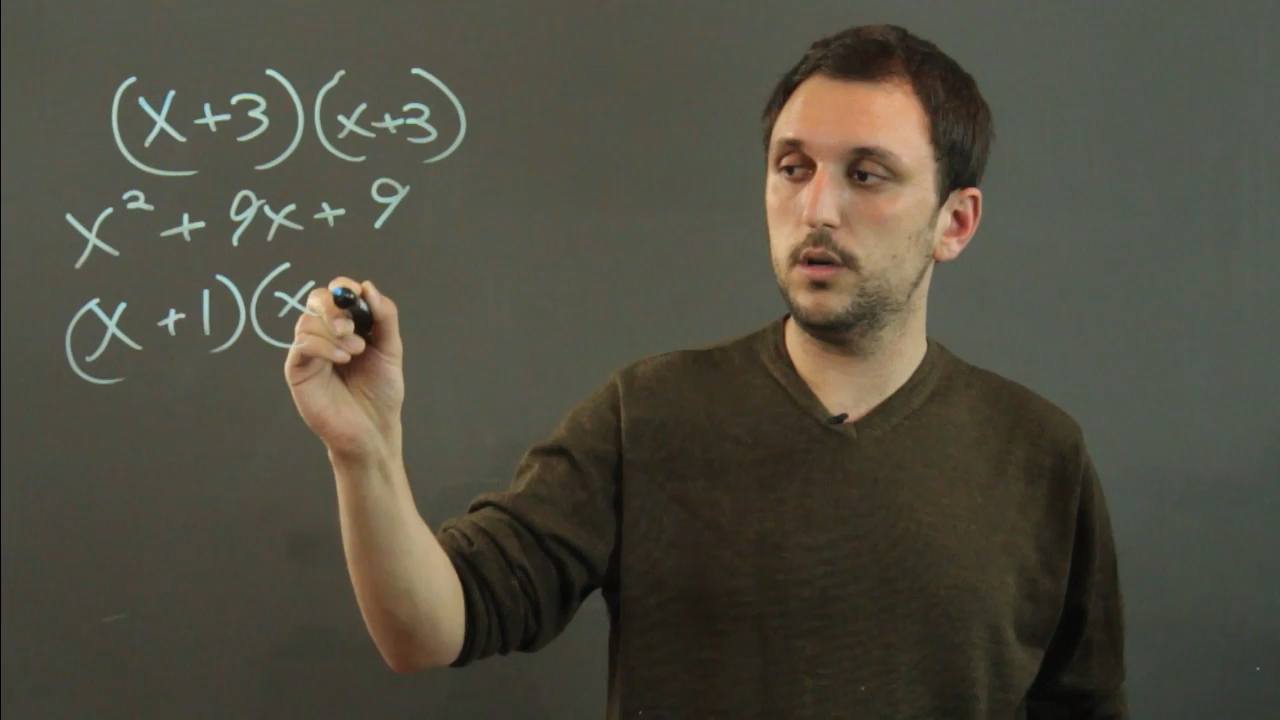 (x+3)(x+3)
x² + 9x + 9
(x + 1)(x